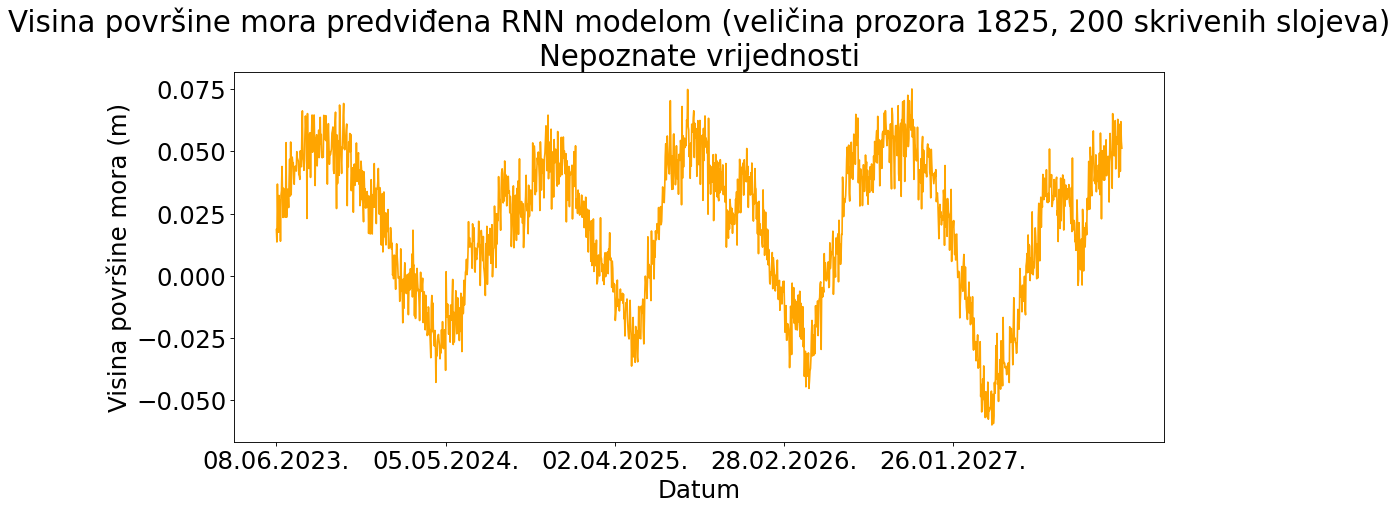 Visina površine mora predviđena RNN modelom (veličina prozora 1825, 200 skrivenih slojeva)
Nepoznate vrijednosti
Visina površine mora (m)
0.075
0.050
0.025
0.000
−0.025
−0.050
08.06.2023. 05.05.2024. 02.04.2025. 28.02.2026. 26.01.2027.
Datum